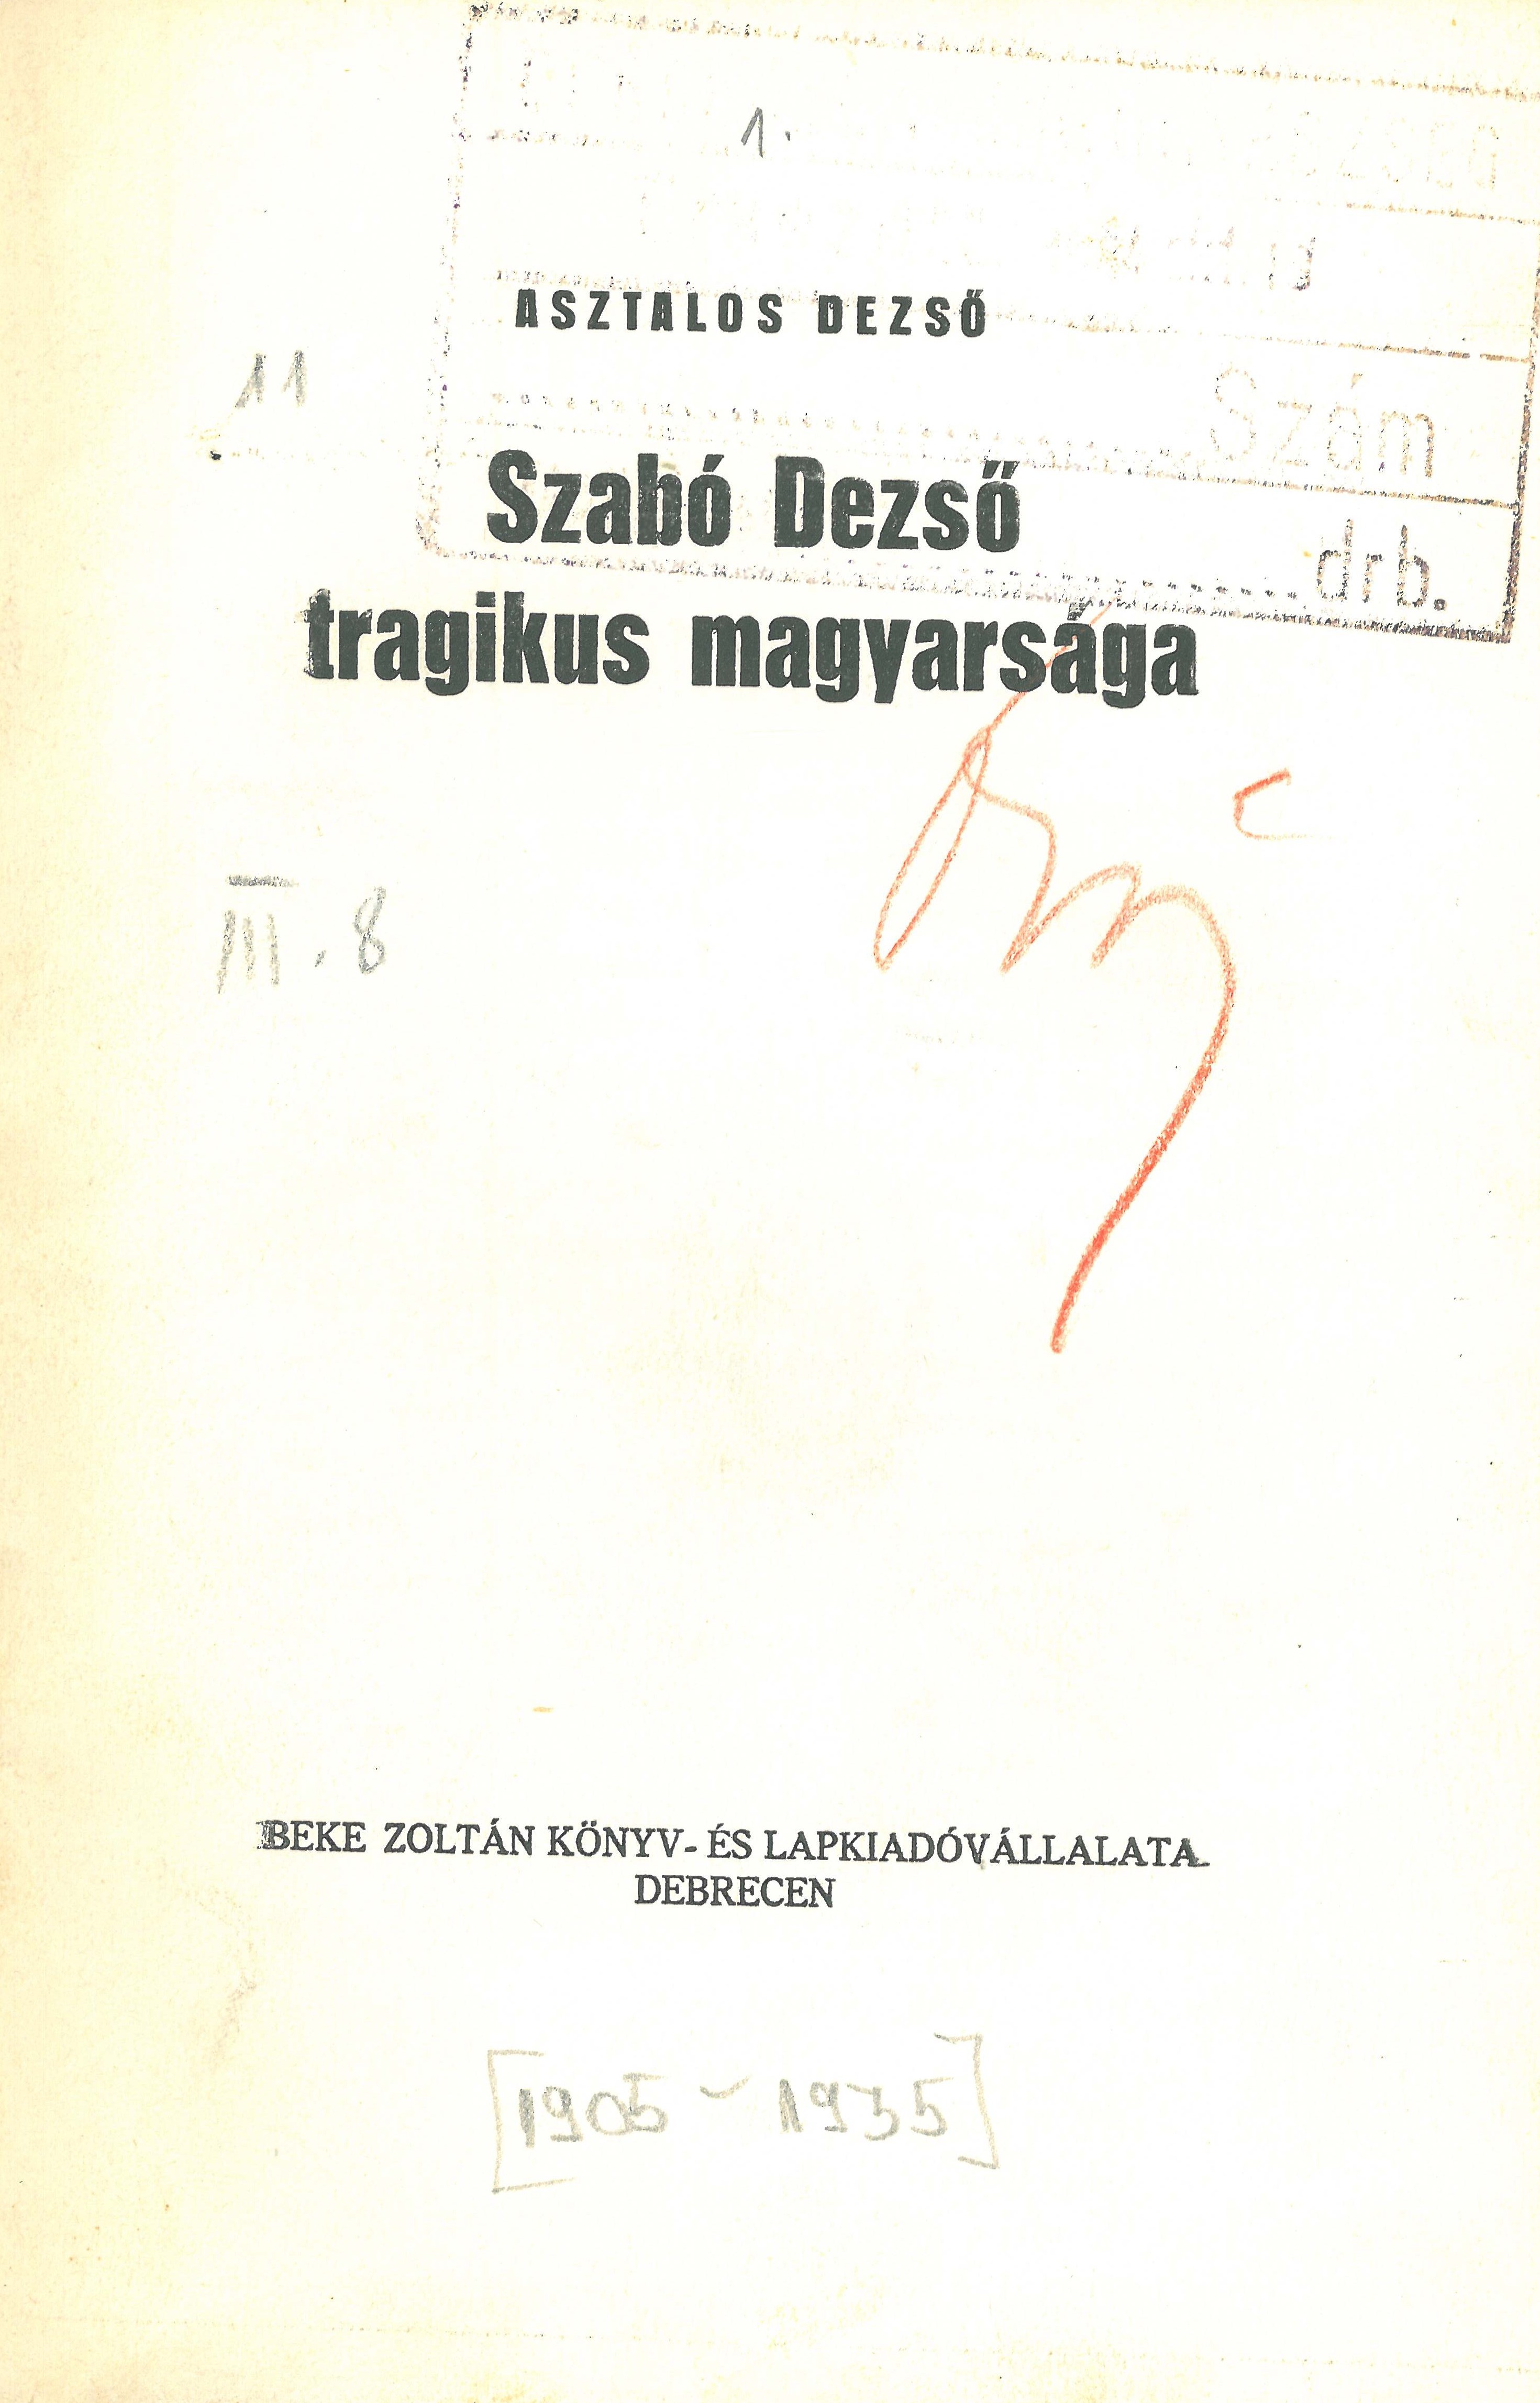 1.
ASZTALOS DEZSŐ
11
Szám
Szabó Dezső
drb.
tragikus magyarsága
III. 8
BEKE ZOLTÁN KÖNYV- ÉS LAPKIADÓVÁLLALATA
DEBRECEN
[1905 - 1935]